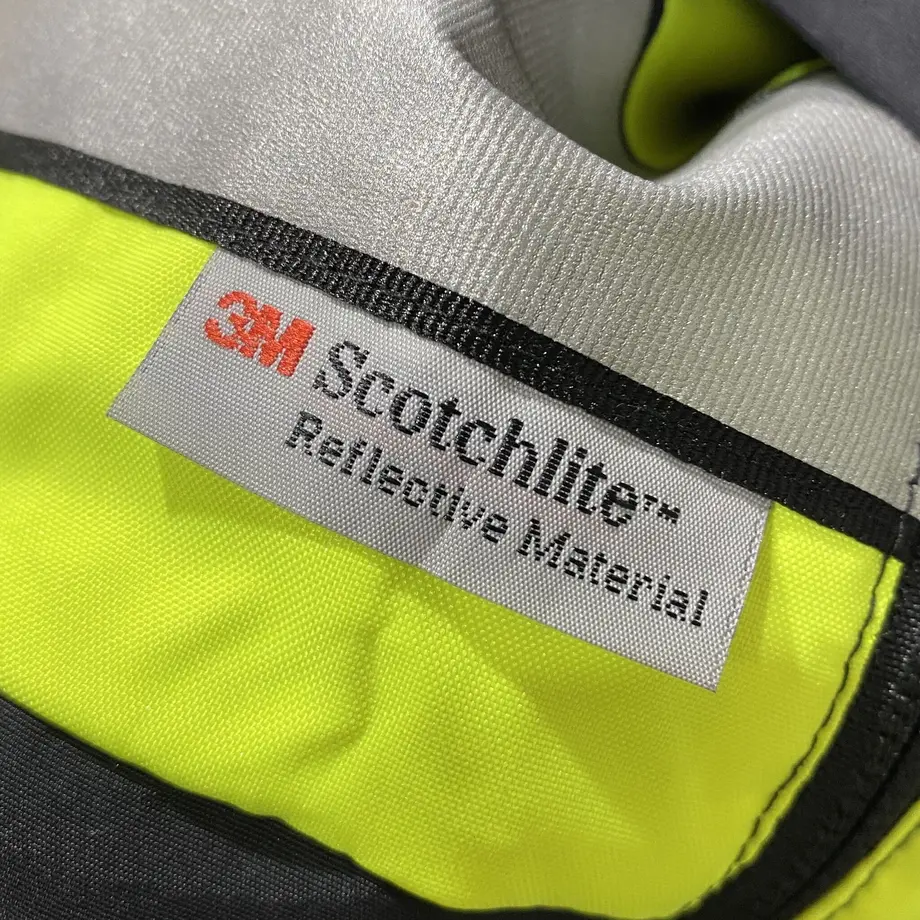 3M Scotchlite™
Reflective Material